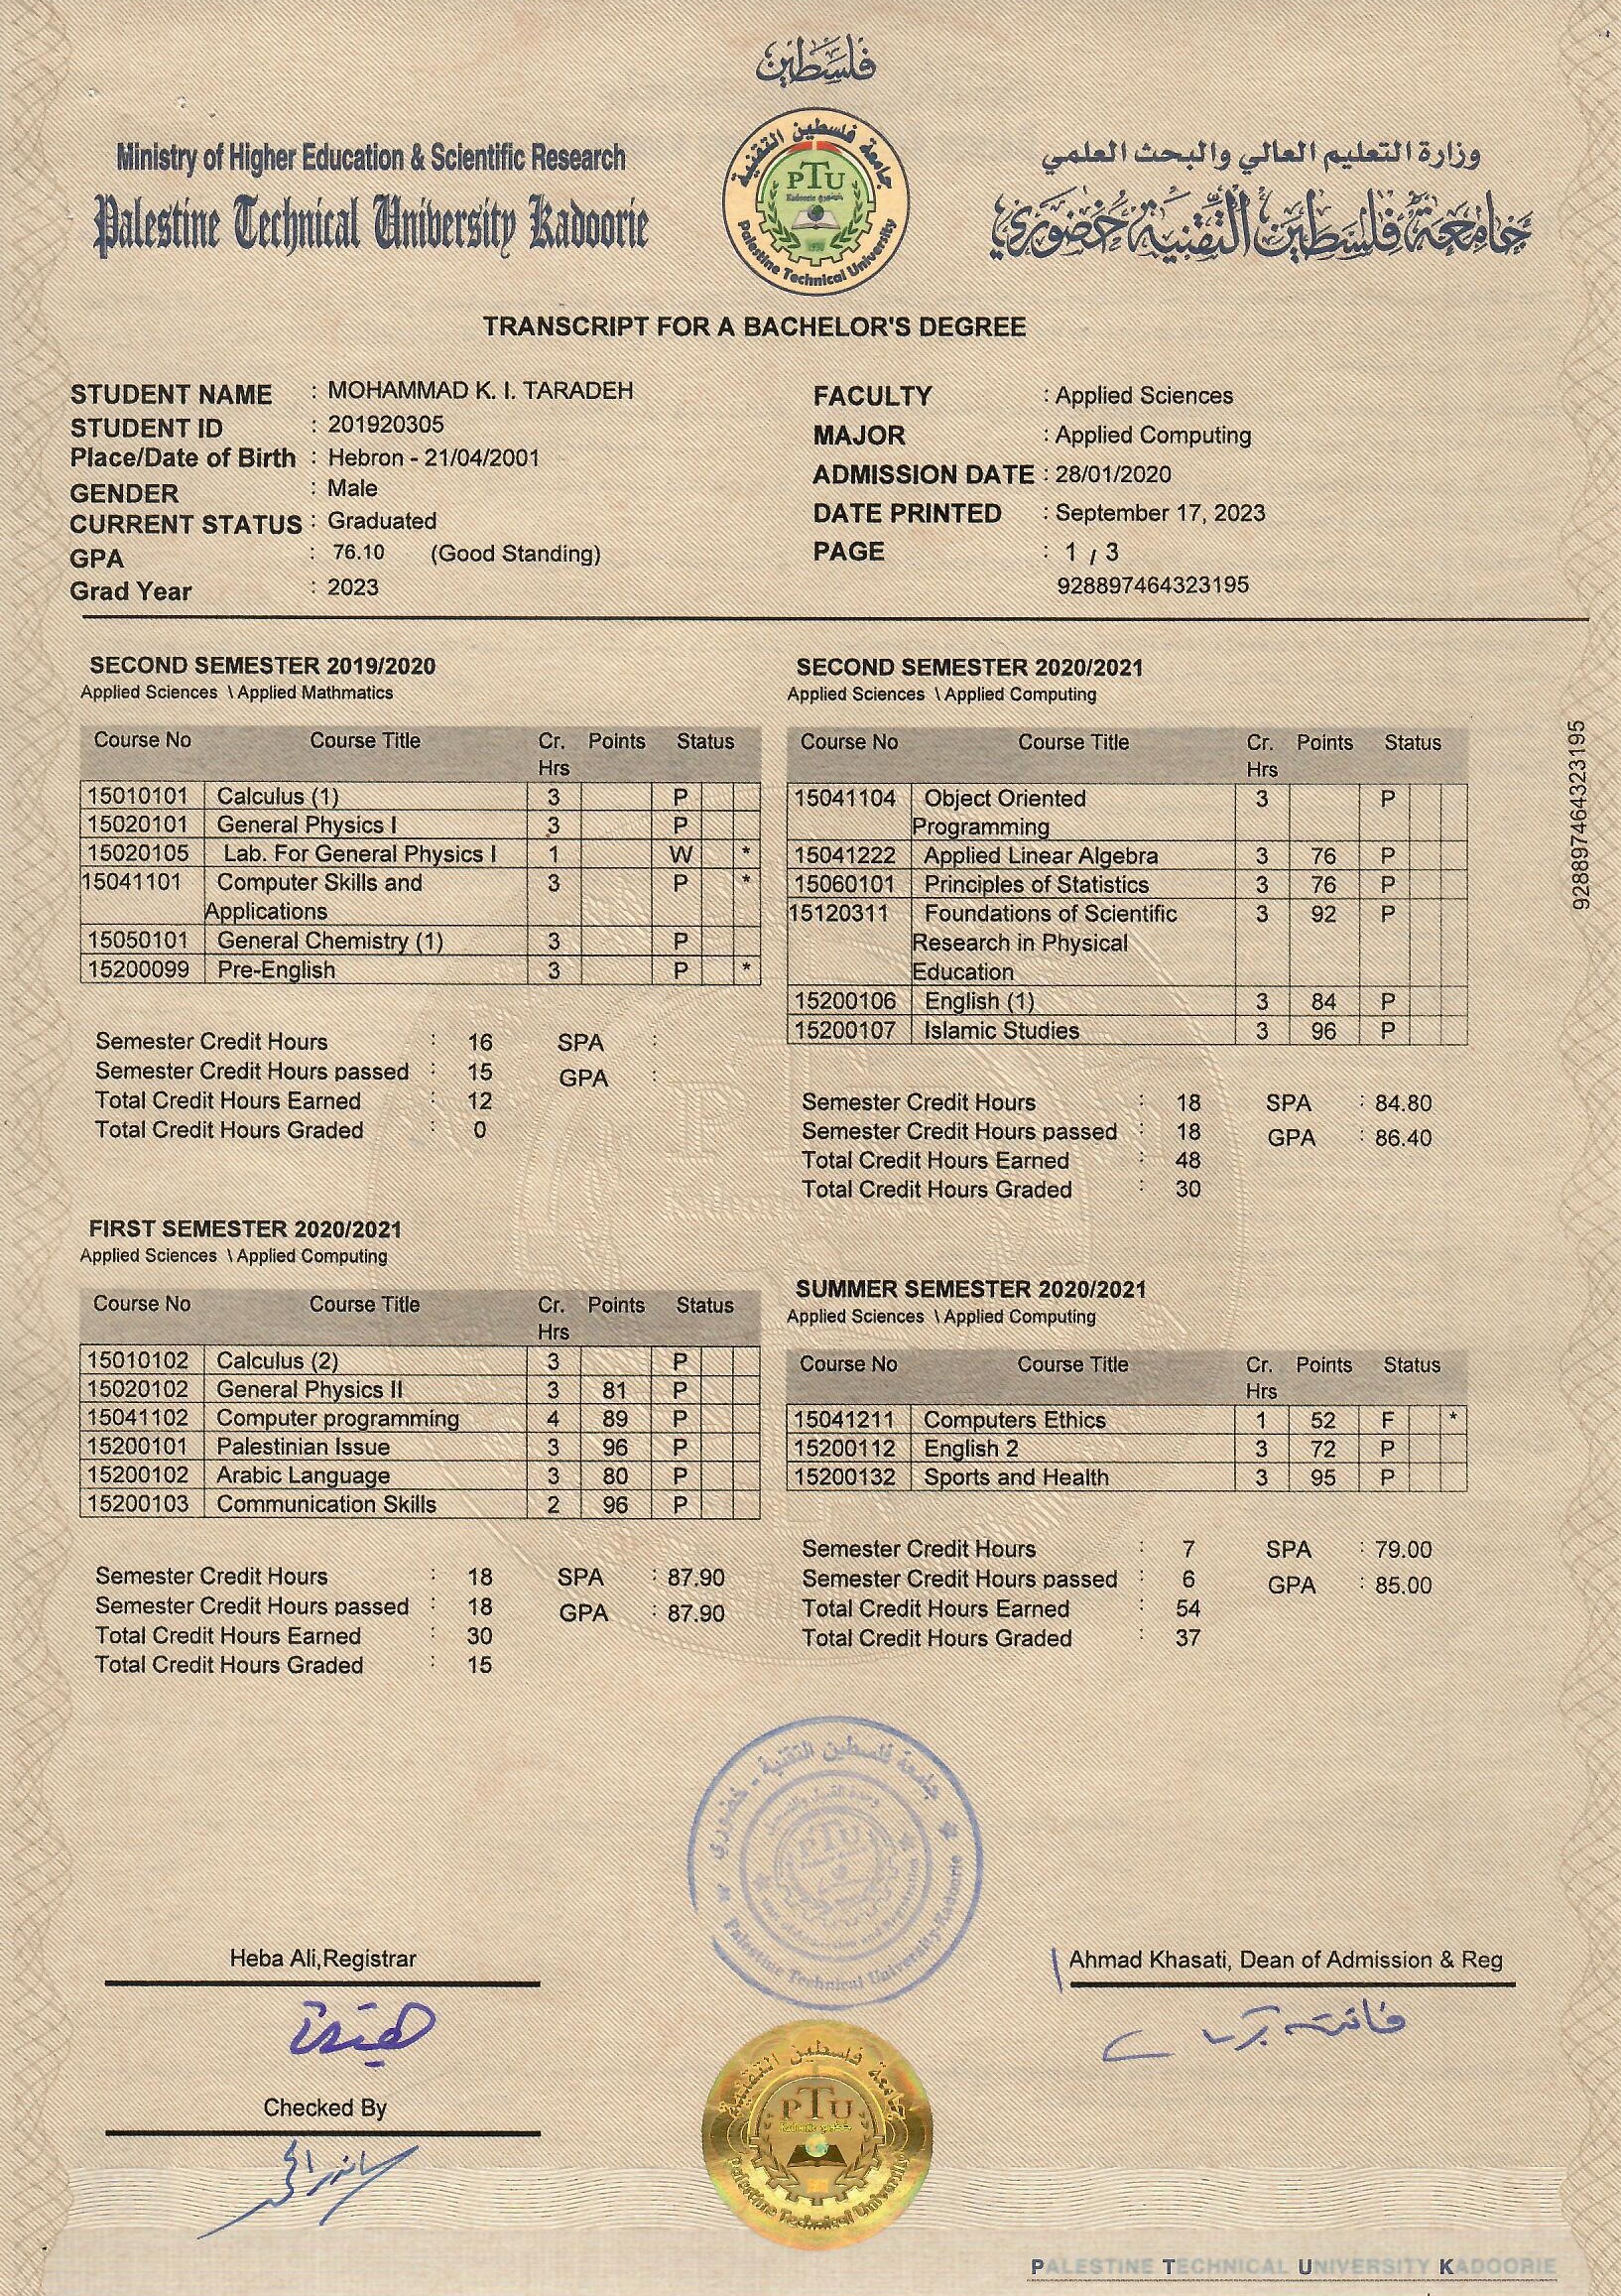 فلسطين
Ministry of Higher Education & Scientific Research
Palestine Technical University Kadoorie
جامعة فلسطين التقنية
PTU
Palestine Technical University
وزارة التعليم العالي والبحث العلمي
جامعة فلسطين التقنية خضوري
TRANSCRIPT FOR A BACHELOR'S DEGREE
STUDENT NAME : MOHAMMAD K. I. TARADEH
STUDENT ID : 201920305
Place/Date of Birth : Hebron - 21/04/2001
GENDER : Male
CURRENT STATUS : Graduated
GPA : 76.10 (Good Standing)
Grad Year : 2023
FACULTY : Applied Sciences
MAJOR : Applied Computing
ADMISSION DATE : 28/01/2020
DATE PRINTED : September 17, 2023
PAGE : 1 / 3
928897464323195
SECOND SEMESTER 2019/2020
Applied Sciences \ Applied Mathmatics
Course No Course Title Cr. Hrs Points Status
15010101 Calculus (1) 3 P
15020101 General Physics I 3 P
15020105 Lab. For General Physics I 1 W *
15041101 Computer Skills and 3 P *
Applications
15050101 General Chemistry (1) 3 P
15200099 Pre-English 3 P *
Semester Credit Hours : 16 SPA :
Semester Credit Hours passed : 15 GPA :
Total Credit Hours Earned : 12
Total Credit Hours Graded : 0
FIRST SEMESTER 2020/2021
Applied Sciences \ Applied Computing
Course No Course Title Cr. Hrs Points Status
15010102 Calculus (2) 3 P
15020102 General Physics II 3 81 P
15041102 Computer programming 4 89 P
15200101 Palestinian Issue 3 96 P
15200102 Arabic Language 3 80 P
15200103 Communication Skills 2 96 P
Semester Credit Hours : 18 SPA : 87.90
Semester Credit Hours passed : 18 GPA : 87.90
Total Credit Hours Earned : 30
Total Credit Hours Graded : 15
SECOND SEMESTER 2020/2021
Applied Sciences \ Applied Computing
Course No Course Title Cr. Hrs Points Status
15041104 Object Oriented 3 P
Programming
15041222 Applied Linear Algebra 3 76 P
15060101 Principles of Statistics 3 76 P
15120311 Foundations of Scientific 3 92 P
Research in Physical
Education
15200106 English (1) 3 84 P
15200107 Islamic Studies 3 96 P
Semester Credit Hours : 18 SPA : 84.80
Semester Credit Hours passed : 18 GPA : 86.40
Total Credit Hours Earned : 48
Total Credit Hours Graded : 30
SUMMER SEMESTER 2020/2021
Applied Sciences \ Applied Computing
Course No Course Title Cr. Hrs Points Status
15041211 Computers Ethics 1 52 F *
15200112 English 2 3 72 P
15200132 Sports and Health 3 95 P
Semester Credit Hours : 7 SPA : 79.00
Semester Credit Hours passed : 6 GPA : 85.00
Total Credit Hours Earned : 54
Total Credit Hours Graded : 37
928897464323195
جامعة فلسطين التقنية - خضوري
PTU
Palestine Technical University Kadoorie
Heba Ali,Registrar
Ahmad Khasati, Dean of Admission & Reg
Checked By
جامعة فلسطين التقنية
PTU
Palestine Technical University
PALESTINE TECHNICAL UNIVERSITY KADOORIE